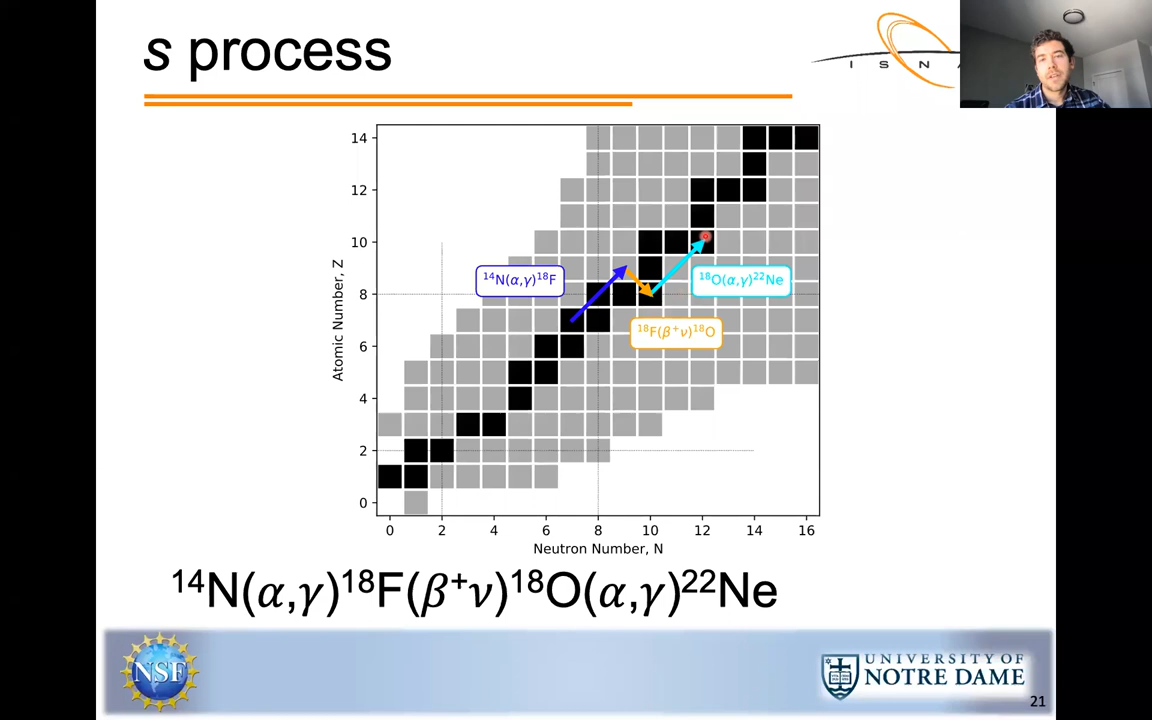 s process
I S N
14
12
10
8
6
4
2
0
Atomic Number, Z
¹⁴N(α,γ)¹⁸F
¹⁸O(α,γ)²²Ne
¹⁸F(β⁺ν)¹⁸O
0 2 4 6 8 10 12 14 16
Neutron Number, N
¹⁴N(α,γ)¹⁸F(β⁺ν)¹⁸O(α,γ)²²Ne
NSF
UNIVERSITY OF
NOTRE DAME
21